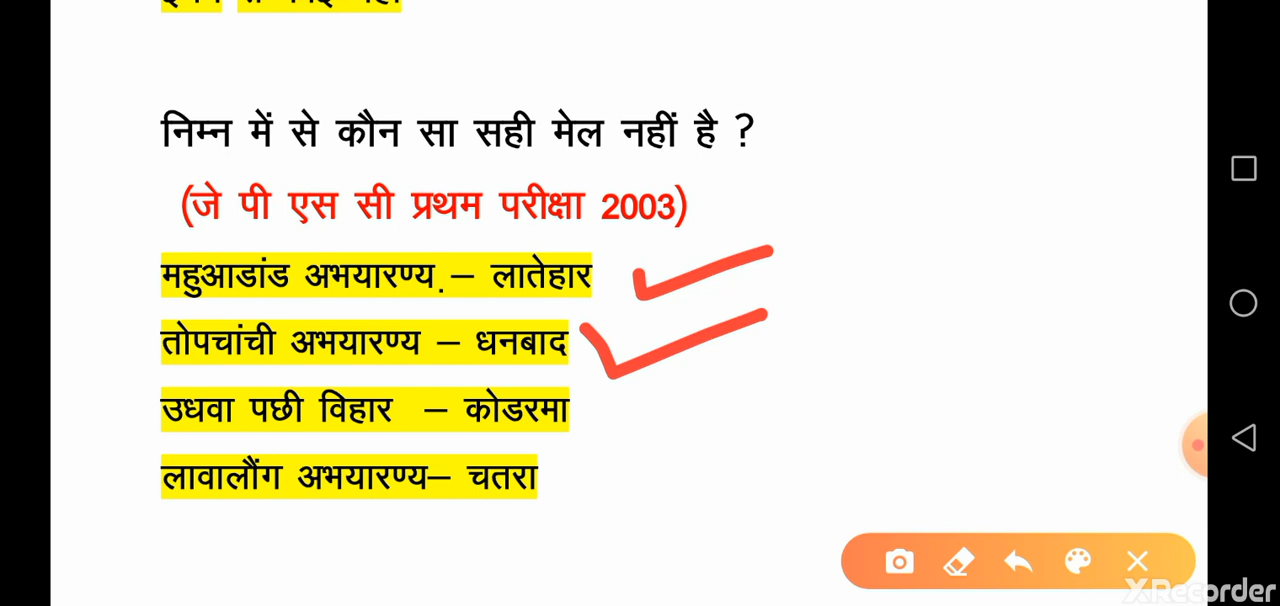 निम्न में से कौन सा सही मेल नहीं है ?
(जे पी एस सी प्रथम परीक्षा 2003)
महुआडांड अभयारण्य.– लातेहार
तोपचांची अभयारण्य – धनबाद
उधवा पछी विहार – कोडरमा
लावालौंग अभयारण्य– चतरा
XRecorder